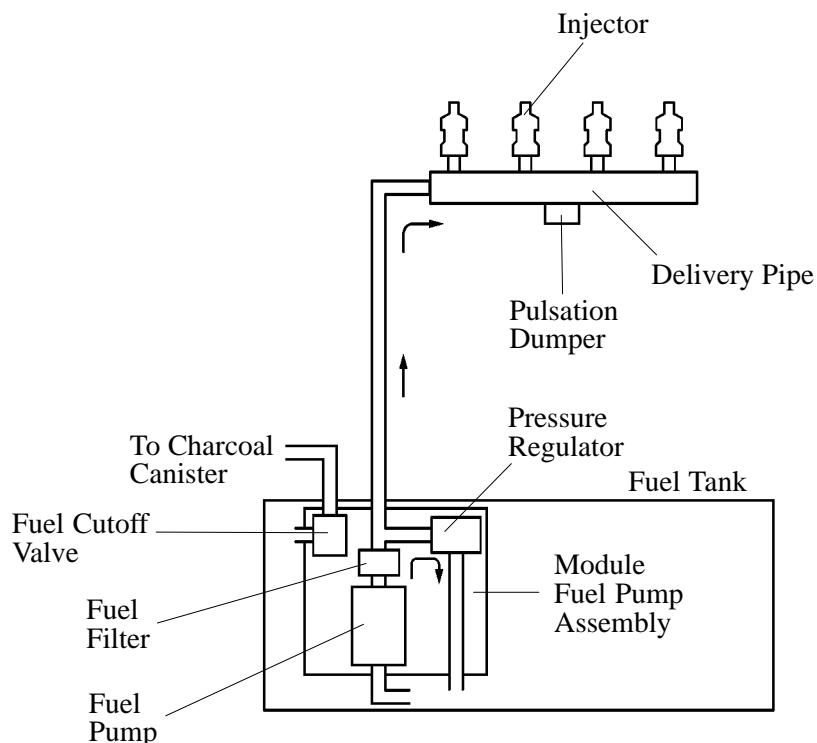 Injector
Delivery Pipe
Pulsation
Dumper
Pressure
Regulator
To Charcoal
Canister
Fuel Tank
Fuel Cutoff
Valve
Module
Fuel Pump
Assembly
Fuel
Filter
Fuel
Pump